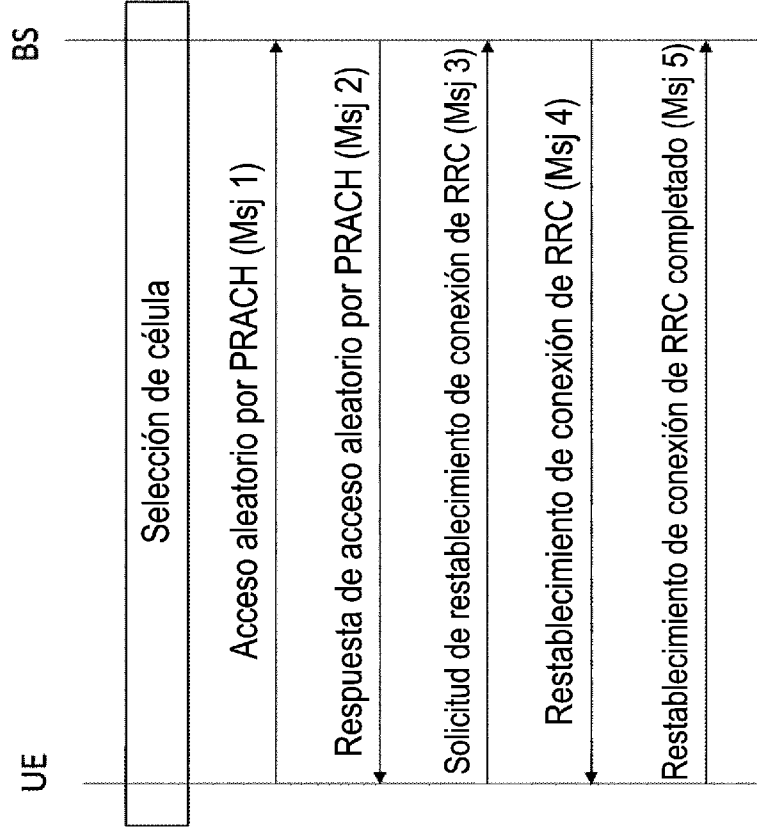 UE
BS
Selección de célula
Acceso aleatorio por PRACH (Msj 1)
Respuesta de acceso aleatorio por PRACH (Msj 2)
Solicitud de restablecimiento de conexión de RRC (Msj 3)
Restablecimiento de conexión de RRC (Msj 4)
Restablecimiento de conexión de RRC completado (Msj 5)